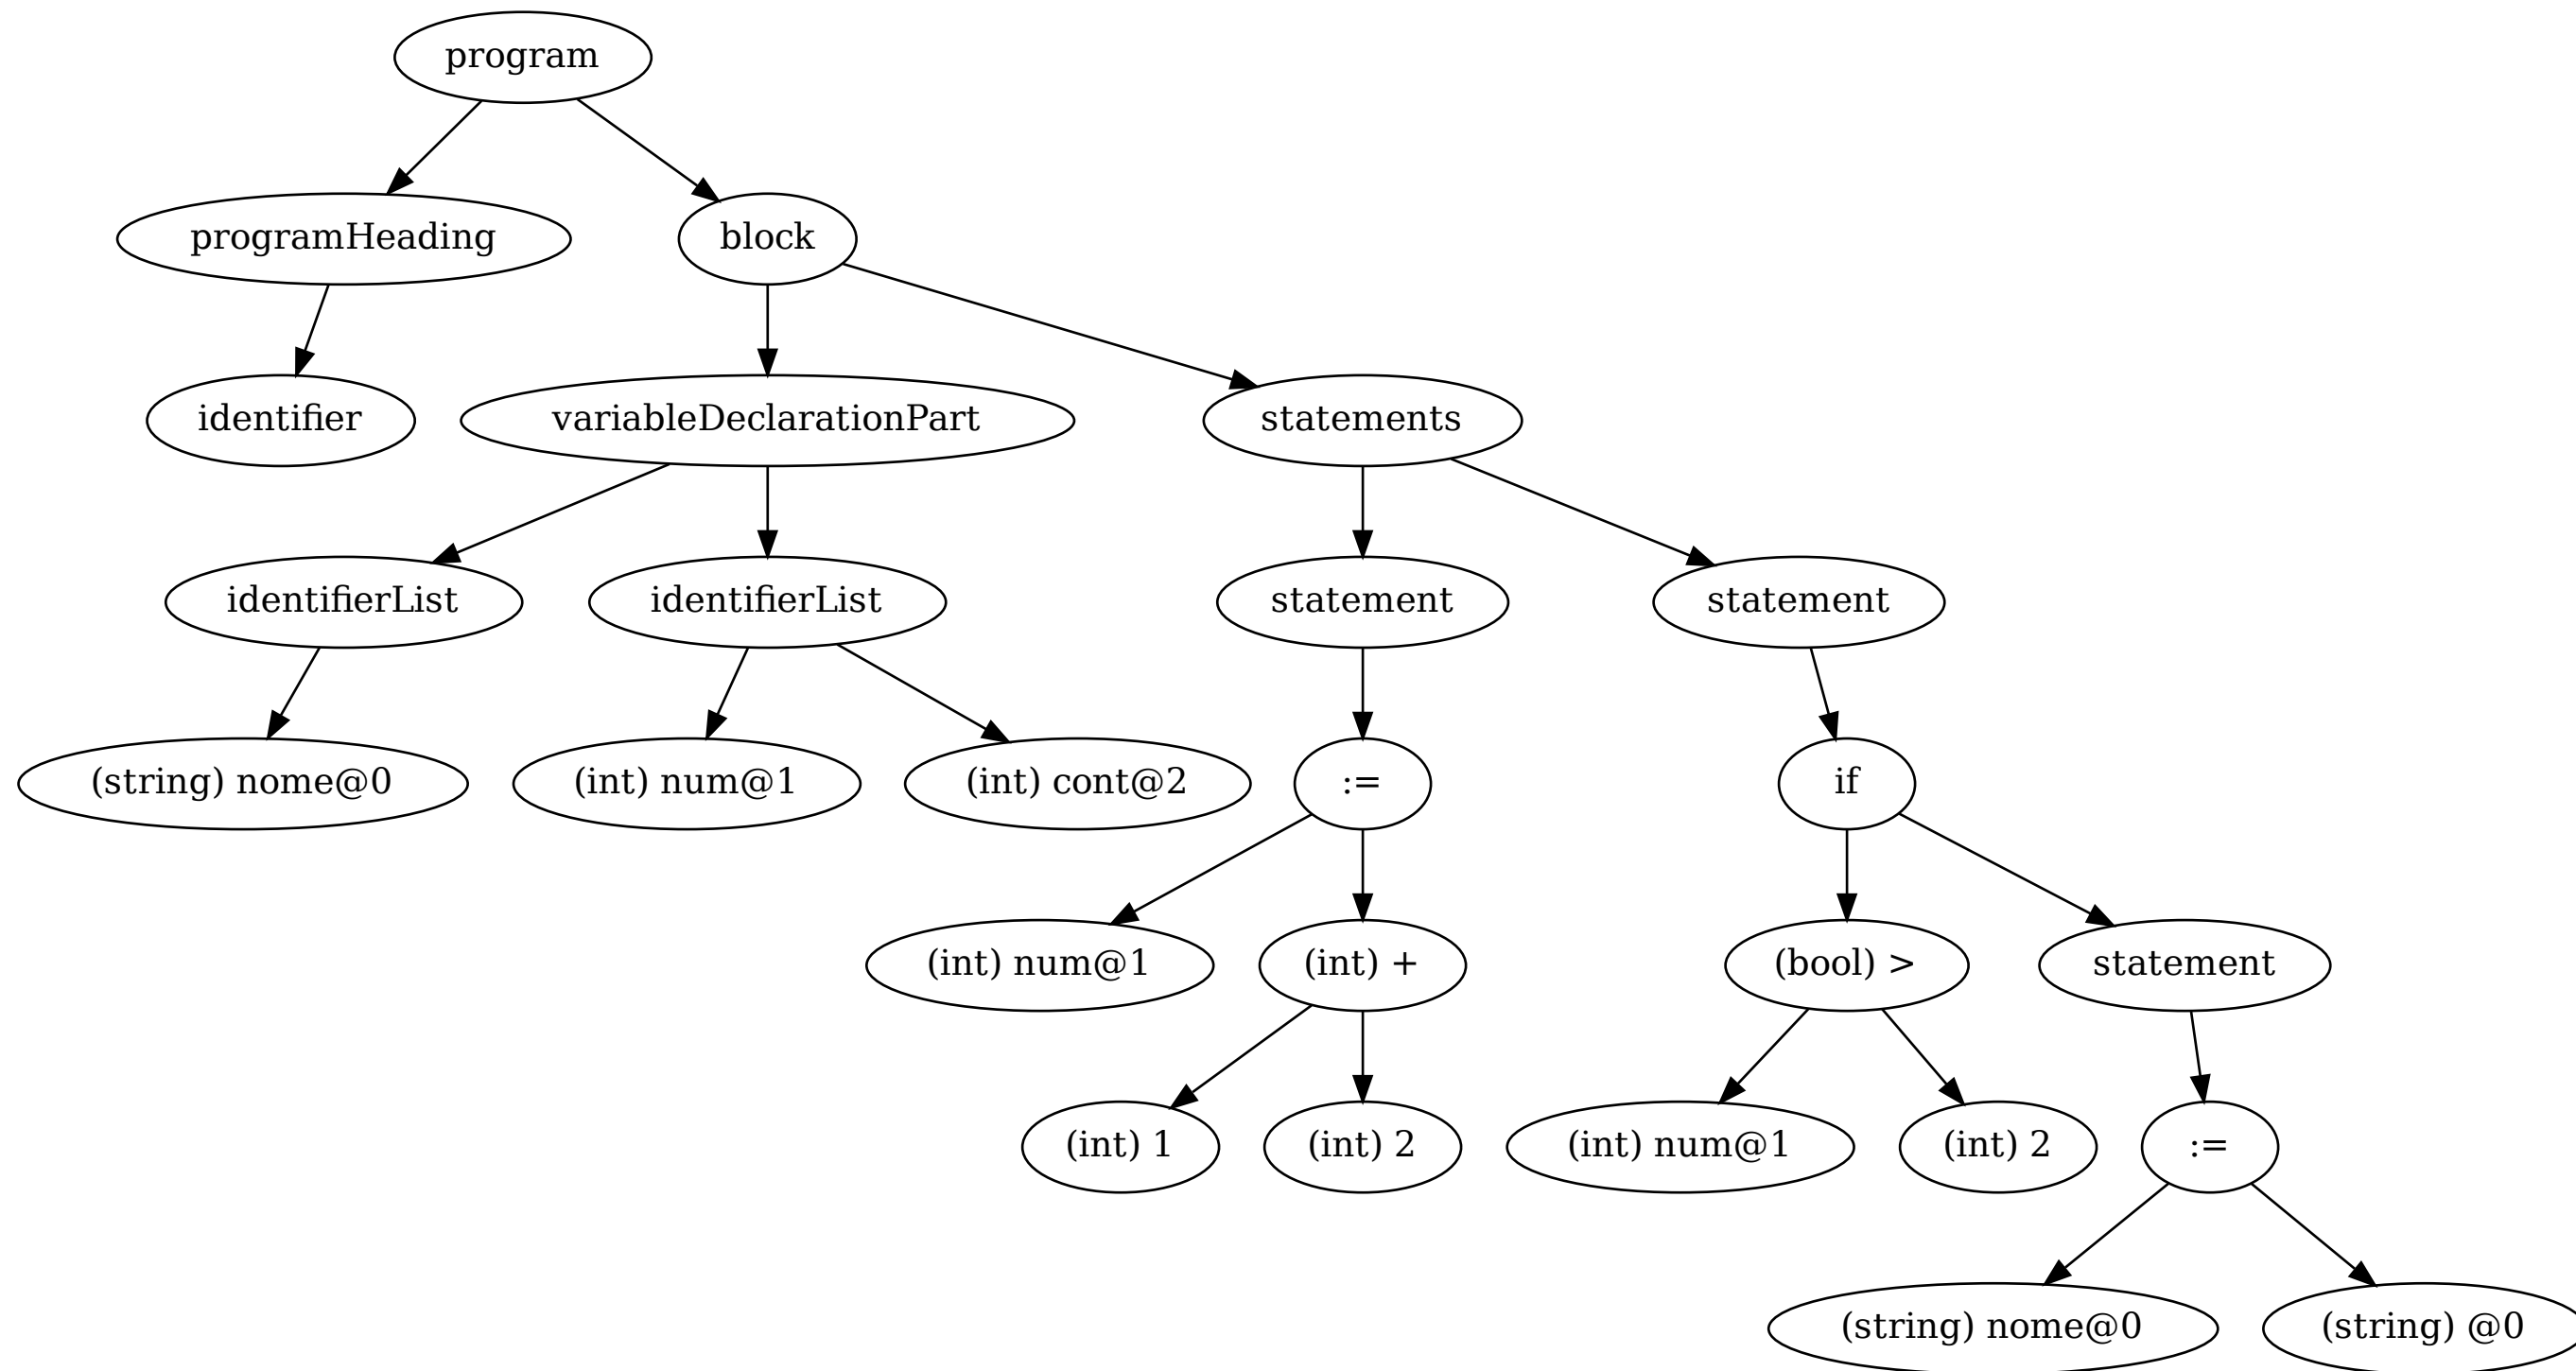 program
programHeading
block
identifier
variableDeclarationPart
statements
identifierList
identifierList
statement
statement
(string) nome@0
(int) num@1
(int) cont@2
:=
if
(int) num@1
(int) +
(bool) >
statement
(int) 1
(int) 2
(int) num@1
(int) 2
:=
(string) nome@0
(string) @0